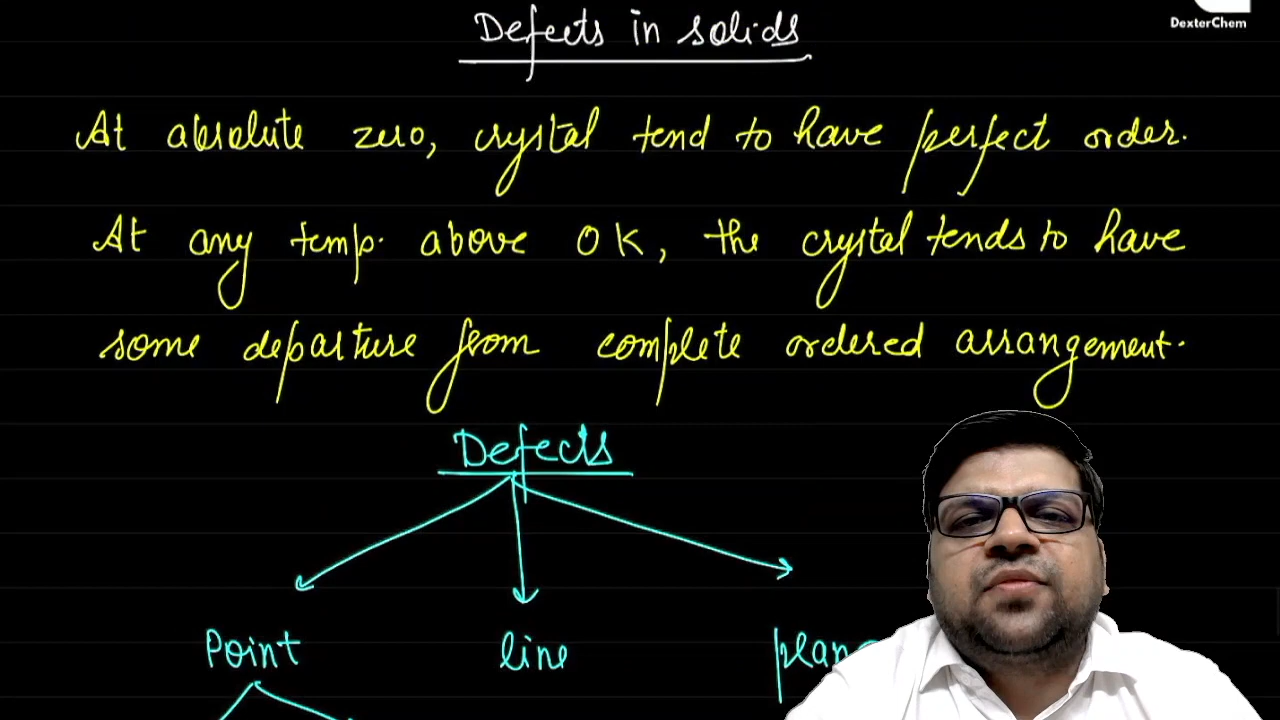 DexterChem
Defects in solids
At absolute zero, crystal tend to have perfect order.
At any temp. above 0 K, the crystal tends to have
some departure from complete ordered arrangement.
Defects
Point line